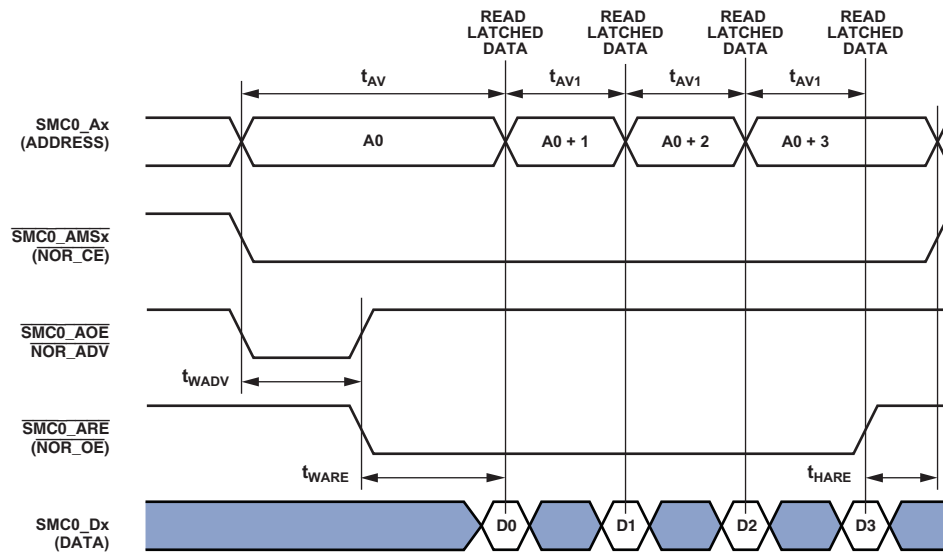 READ
LATCHED
DATA
READ
LATCHED
DATA
READ
LATCHED
DATA
READ
LATCHED
DATA
tAV
tAV1
tAV1
tAV1
SMC0_Ax
(ADDRESS)
A0
A0 + 1
A0 + 2
A0 + 3
SMC0_AMSx
(NOR_CE)
SMC0_AOE
NOR_ADV
tWADV
SMC0_ARE
(NOR_OE)
tWARE
tHARE
SMC0_Dx
(DATA)
D0
D1
D2
D3